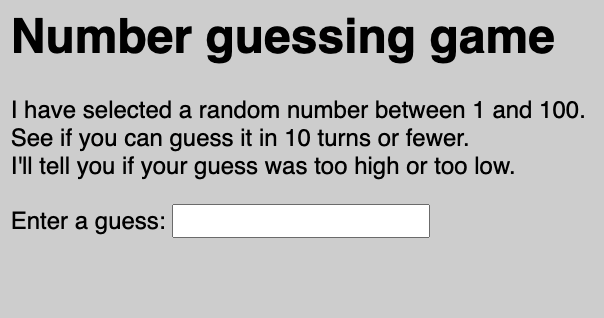 Number guessing game
I have selected a random number between 1 and 100.
See if you can guess it in 10 turns or fewer.
I'll tell you if your guess was too high or too low.
Enter a guess: